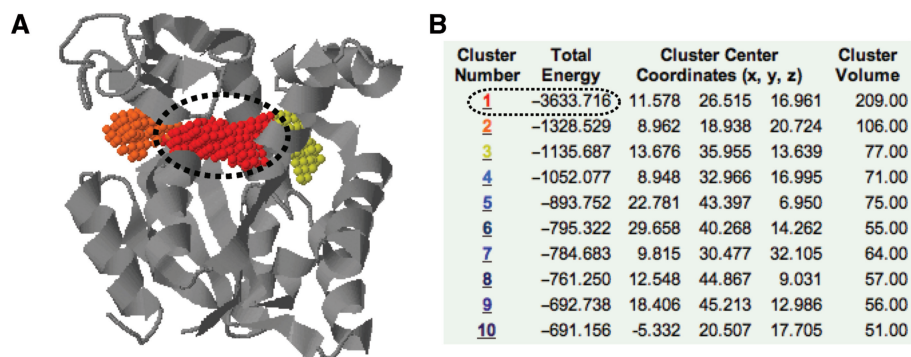 A
B
Cluster Number Total Energy Cluster Center Coordinates (x, y, z) Cluster Volume
1 −3633.716 11.578 26.515 16.961 209.00
2 −1328.529 8.962 18.938 20.724 106.00
3 −1135.687 13.676 35.955 13.639 77.00
4 −1052.077 8.948 32.966 16.995 71.00
5 −893.752 22.781 43.397 6.950 75.00
6 −795.322 29.658 40.268 14.262 55.00
7 −784.683 9.815 30.477 32.105 64.00
8 −761.250 12.548 44.867 9.031 57.00
9 −692.738 18.406 45.213 12.986 56.00
10 −691.156 -5.332 20.507 17.705 51.00